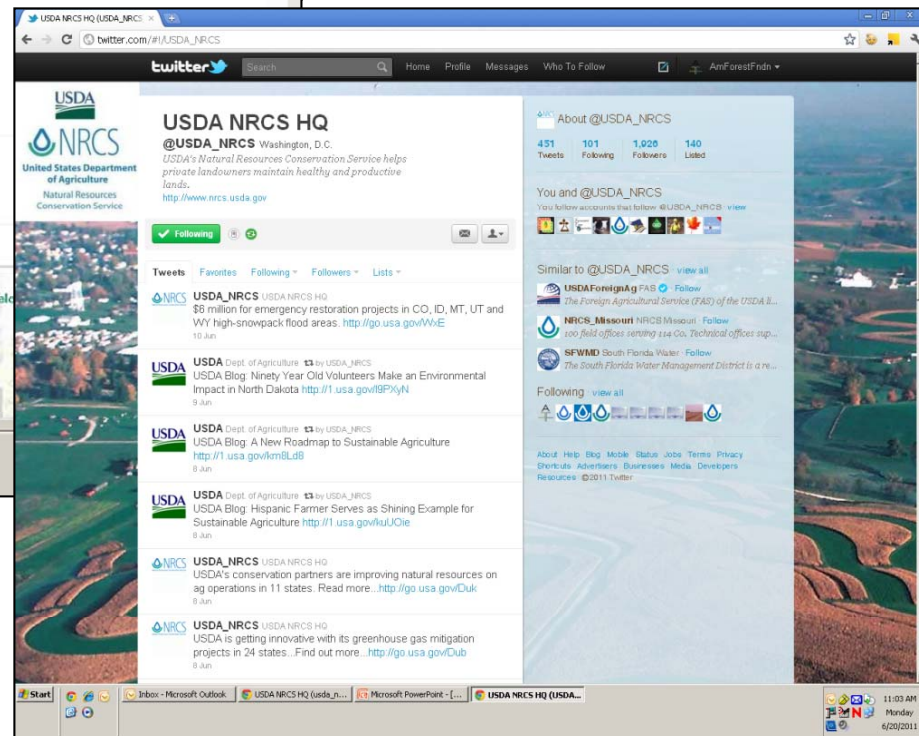 USDA NRCS HQ (USDA_NRCS
twitter.com/#!/USDA_NRCS
twitter
Search
Home Profile Messages Who To Follow
AmForestFndn
USDA
NRCS
United States Department
of Agriculture
Natural Resources
Conservation Service
USDA NRCS HQ
@USDA_NRCS Washington, D.C.
USDA's Natural Resources Conservation Service helps
private landowners maintain healthy and productive
lands.
http://www.nrcs.usda.gov
Following
Tweets Favorites Following Followers Lists
NRCS
USDA_NRCS USDA NRCS HQ
$6 million for emergency restoration projects in CO, ID, MT, UT and
WY high-snowpack flood areas. http://go.usa.gov/WxE
10 Jun
USDA
USDA Dept. of Agriculture by USDA_NRCS
USDA Blog: Ninety Year Old Volunteers Make an Environmental
Impact in North Dakota http://1.usa.gov/l9PXyN
9 Jun
USDA
USDA Dept. of Agriculture by USDA_NRCS
USDA Blog: A New Roadmap to Sustainable Agriculture
http://1.usa.gov/km8Ld8
8 Jun
USDA
USDA Dept. of Agriculture by USDA_NRCS
USDA Blog: Hispanic Farmer Serves as Shining Example for
Sustainable Agriculture http://1.usa.gov/kuUOie
8 Jun
NRCS
USDA_NRCS USDA NRCS HQ
USDA's conservation partners are improving natural resources on
ag operations in 11 states. Read more...http://go.usa.gov/Duk
8 Jun
NRCS
USDA_NRCS USDA NRCS HQ
USDA is getting innovative with its greenhouse gas mitigation
projects in 24 states...Find out more...http://go.usa.gov/Dub
8 Jun
About @USDA_NRCS
451 101 1,926 140
Tweets Following Followers Listed
You and @USDA_NRCS
You follow accounts that follow @USDA_NRCS · view
Similar to @USDA_NRCS · view all
USDAForeignAg FAS · Follow
The Foreign Agricultural Service (FAS) of the USDA li...
NRCS_Missouri NRCS Missouri · Follow
100 field offices serving 114 Co. Technical offices sup...
SFWMD South Florida Water · Follow
The South Florida Water Management District is a re...
Following · view all
About Help Blog Mobile Status Jobs Terms Privacy
Shortcuts Advertisers Businesses Media Developers
Resources ©2011 Twitter
Start
Inbox - Microsoft Outlook
USDA NRCS HQ (usda_n...
Microsoft PowerPoint - [...
USDA NRCS HQ (USDA...
11:03 AM
Monday
6/20/2011